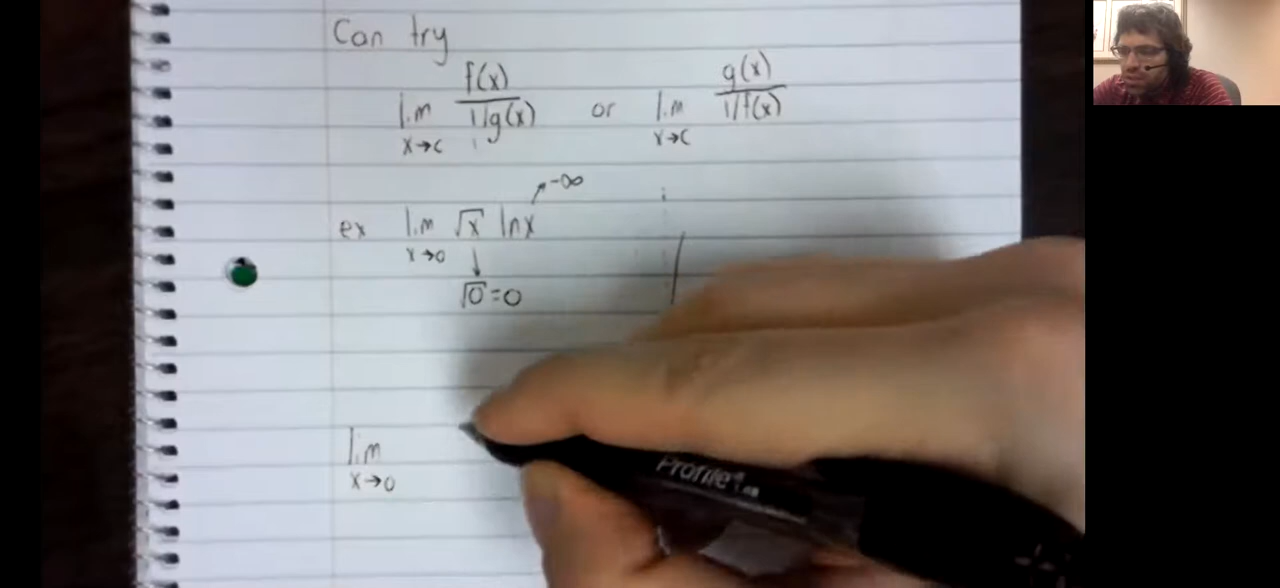 Can try
lim x→c f(x)/1/g(x) or lim x→c g(x)/1/f(x)
ex lim x→0 √x ln x ↗ -∞
↓
√0 = 0
lim x→0
Profile